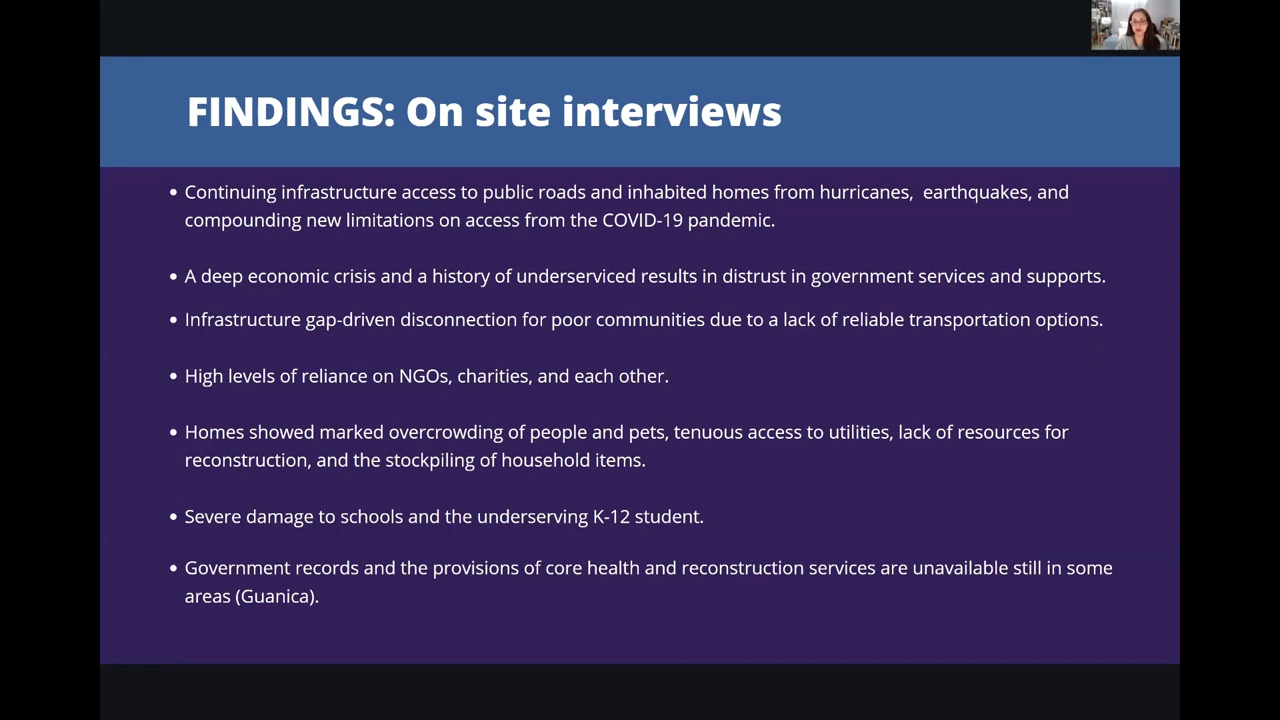 FINDINGS: On site interviews
• Continuing infrastructure access to public roads and inhabited homes from hurricanes,  earthquakes, and
compounding new limitations on access from the COVID-19 pandemic.
• A deep economic crisis and a history of underserviced results in distrust in government services and supports.
• Infrastructure gap-driven disconnection for poor communities due to a lack of reliable transportation options.
• High levels of reliance on NGOs, charities, and each other.
• Homes showed marked overcrowding of people and pets, tenuous access to utilities, lack of resources for
reconstruction, and the stockpiling of household items.
• Severe damage to schools and the underserving K-12 student.
• Government records and the provisions of core health and reconstruction services are unavailable still in some
areas (Guanica).